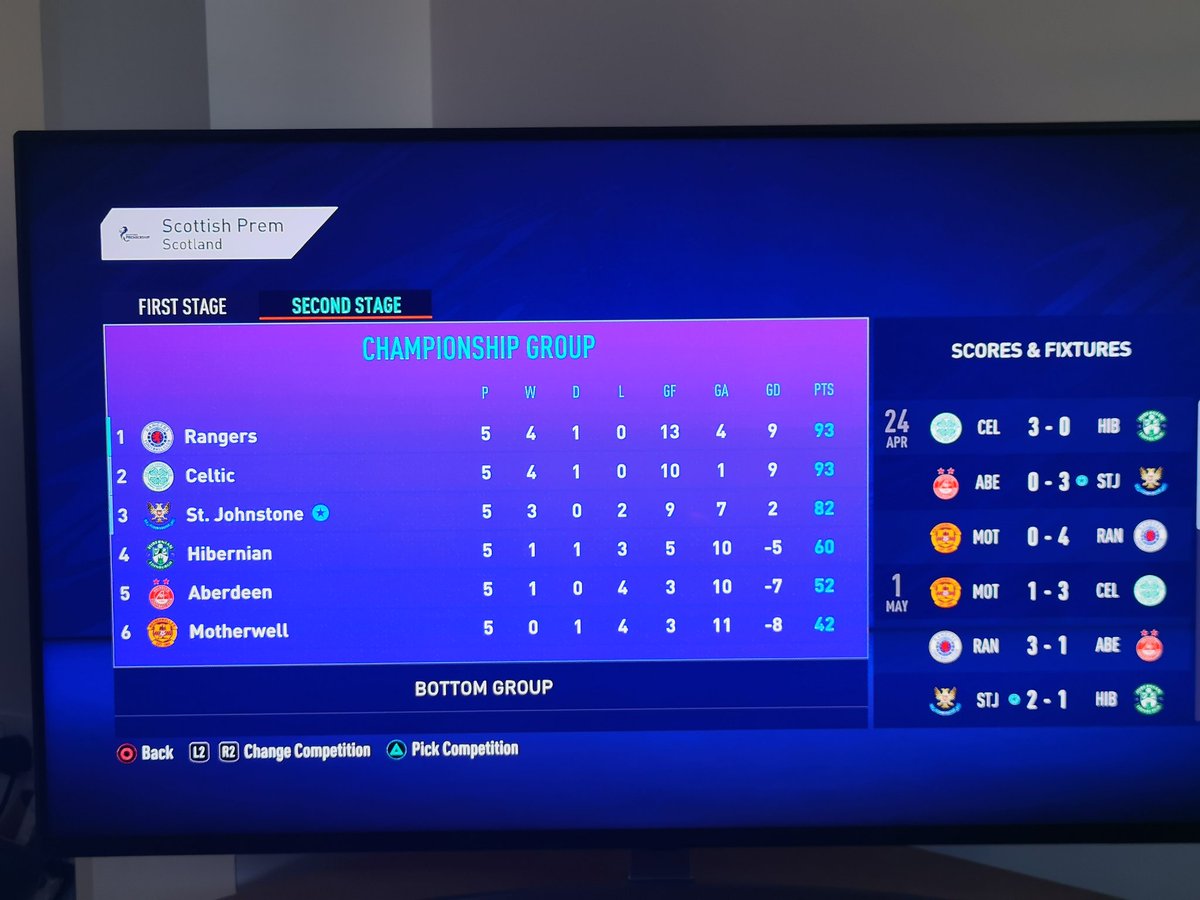 Scottish Prem
Scotland
FIRST STAGE SECOND STAGE
CHAMPIONSHIP GROUP
P W D L GF GA GD PTS
1 Rangers 5 4 1 0 13 4 9 93
2 Celtic 5 4 1 0 10 1 9 93
3 St. Johnstone 5 3 0 2 9 7 2 82
4 Hibernian 5 1 1 3 5 10 -5 60
5 Aberdeen 5 1 0 4 3 10 -7 52
6 Motherwell 5 0 1 4 3 11 -8 42
BOTTOM GROUP
SCORES & FIXTURES
24 APR
CEL 3 - 0 HIB
ABE 0 - 3 STJ
MOT 0 - 4 RAN
1 MAY
MOT 1 - 3 CEL
RAN 3 - 1 ABE
STJ 2 - 1 HIB
Back L2 R2 Change Competition Pick Competition